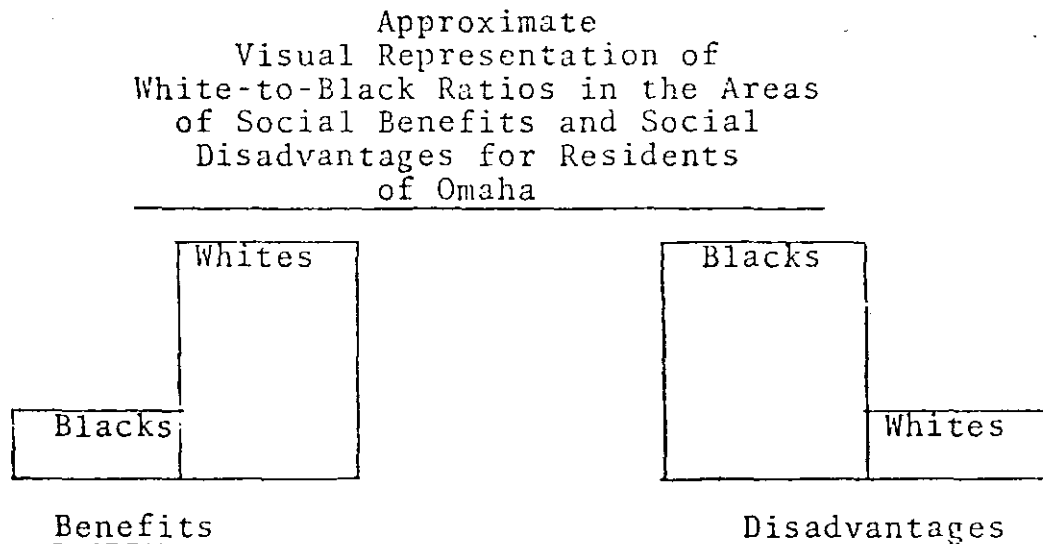 Approximate
Visual Representation of
White-to-Black Ratios in the Areas
of Social Benefits and Social
Disadvantages for Residents
of Omaha
Whites
Blacks
Blacks
Whites
Benefits
Disadvantages